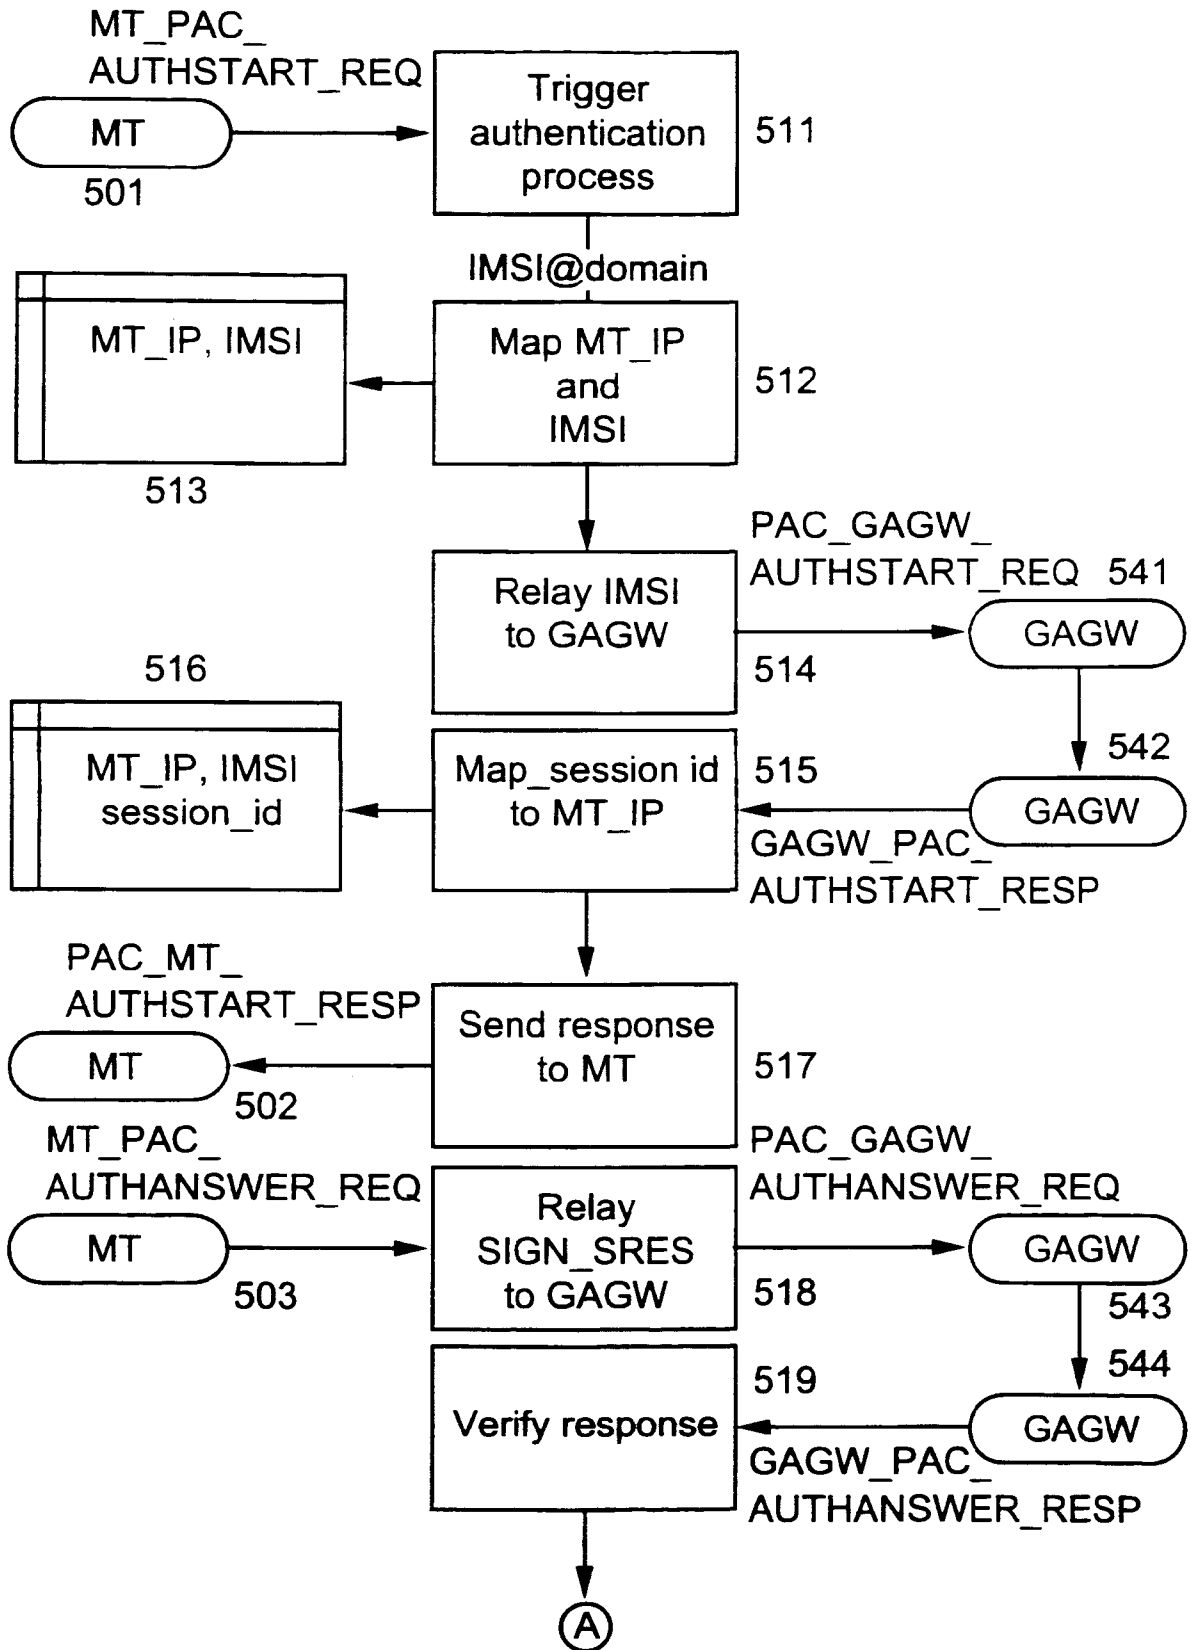 MT_PAC_
AUTHSTART_REQ
MT
501
Trigger
authentication
process
511
IMSI@domain
MT_IP, IMSI
513
Map MT_IP
and
IMSI
512
PAC_GAGW_
AUTHSTART_REQ 541
Relay IMSI
to GAGW
514
GAGW
516
MT_IP, IMSI
session_id
Map_session id
to MT_IP
515
542
GAGW
GAGW_PAC_
AUTHSTART_RESP
PAC_MT_
AUTHSTART_RESP
MT
502
Send response
to MT
517
MT_PAC_
AUTHANSWER_REQ
MT
503
Relay
SIGN_SRES
to GAGW
518
PAC_GAGW_
AUTHANSWER_REQ
GAGW
543
544
Verify response
519
GAGW
GAGW_PAC_
AUTHANSWER_RESP
A